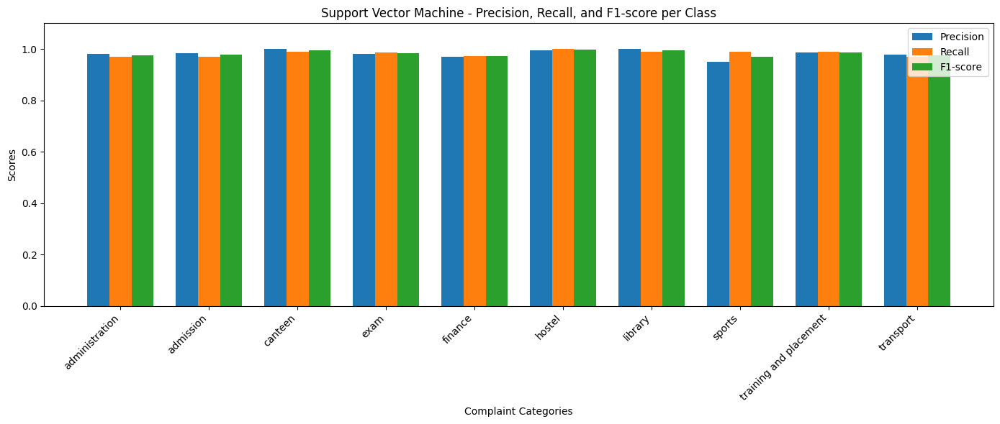 Support Vector Machine - Precision, Recall, and F1-score per Class
Precision
Recall
F1-score
Scores
1.0
0.8
0.6
0.4
0.2
0.0
administration
admission
canteen
exam
finance
hostel
library
sports
training and placement
transport
Complaint Categories